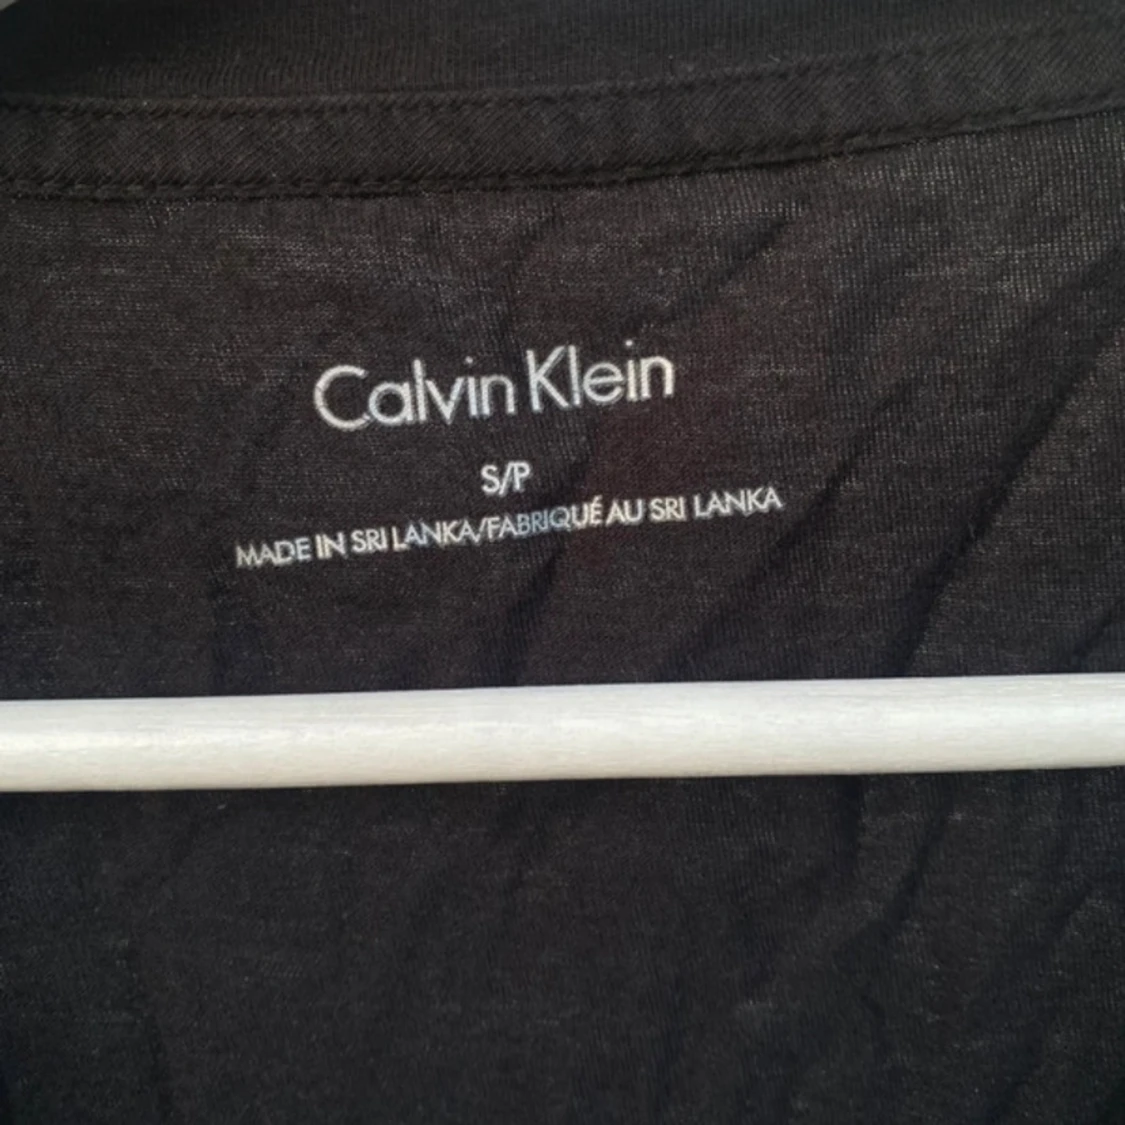 Calvin Klein
S/P
MADE IN SRI LANKA/FABRIQUÉ AU SRI LANKA